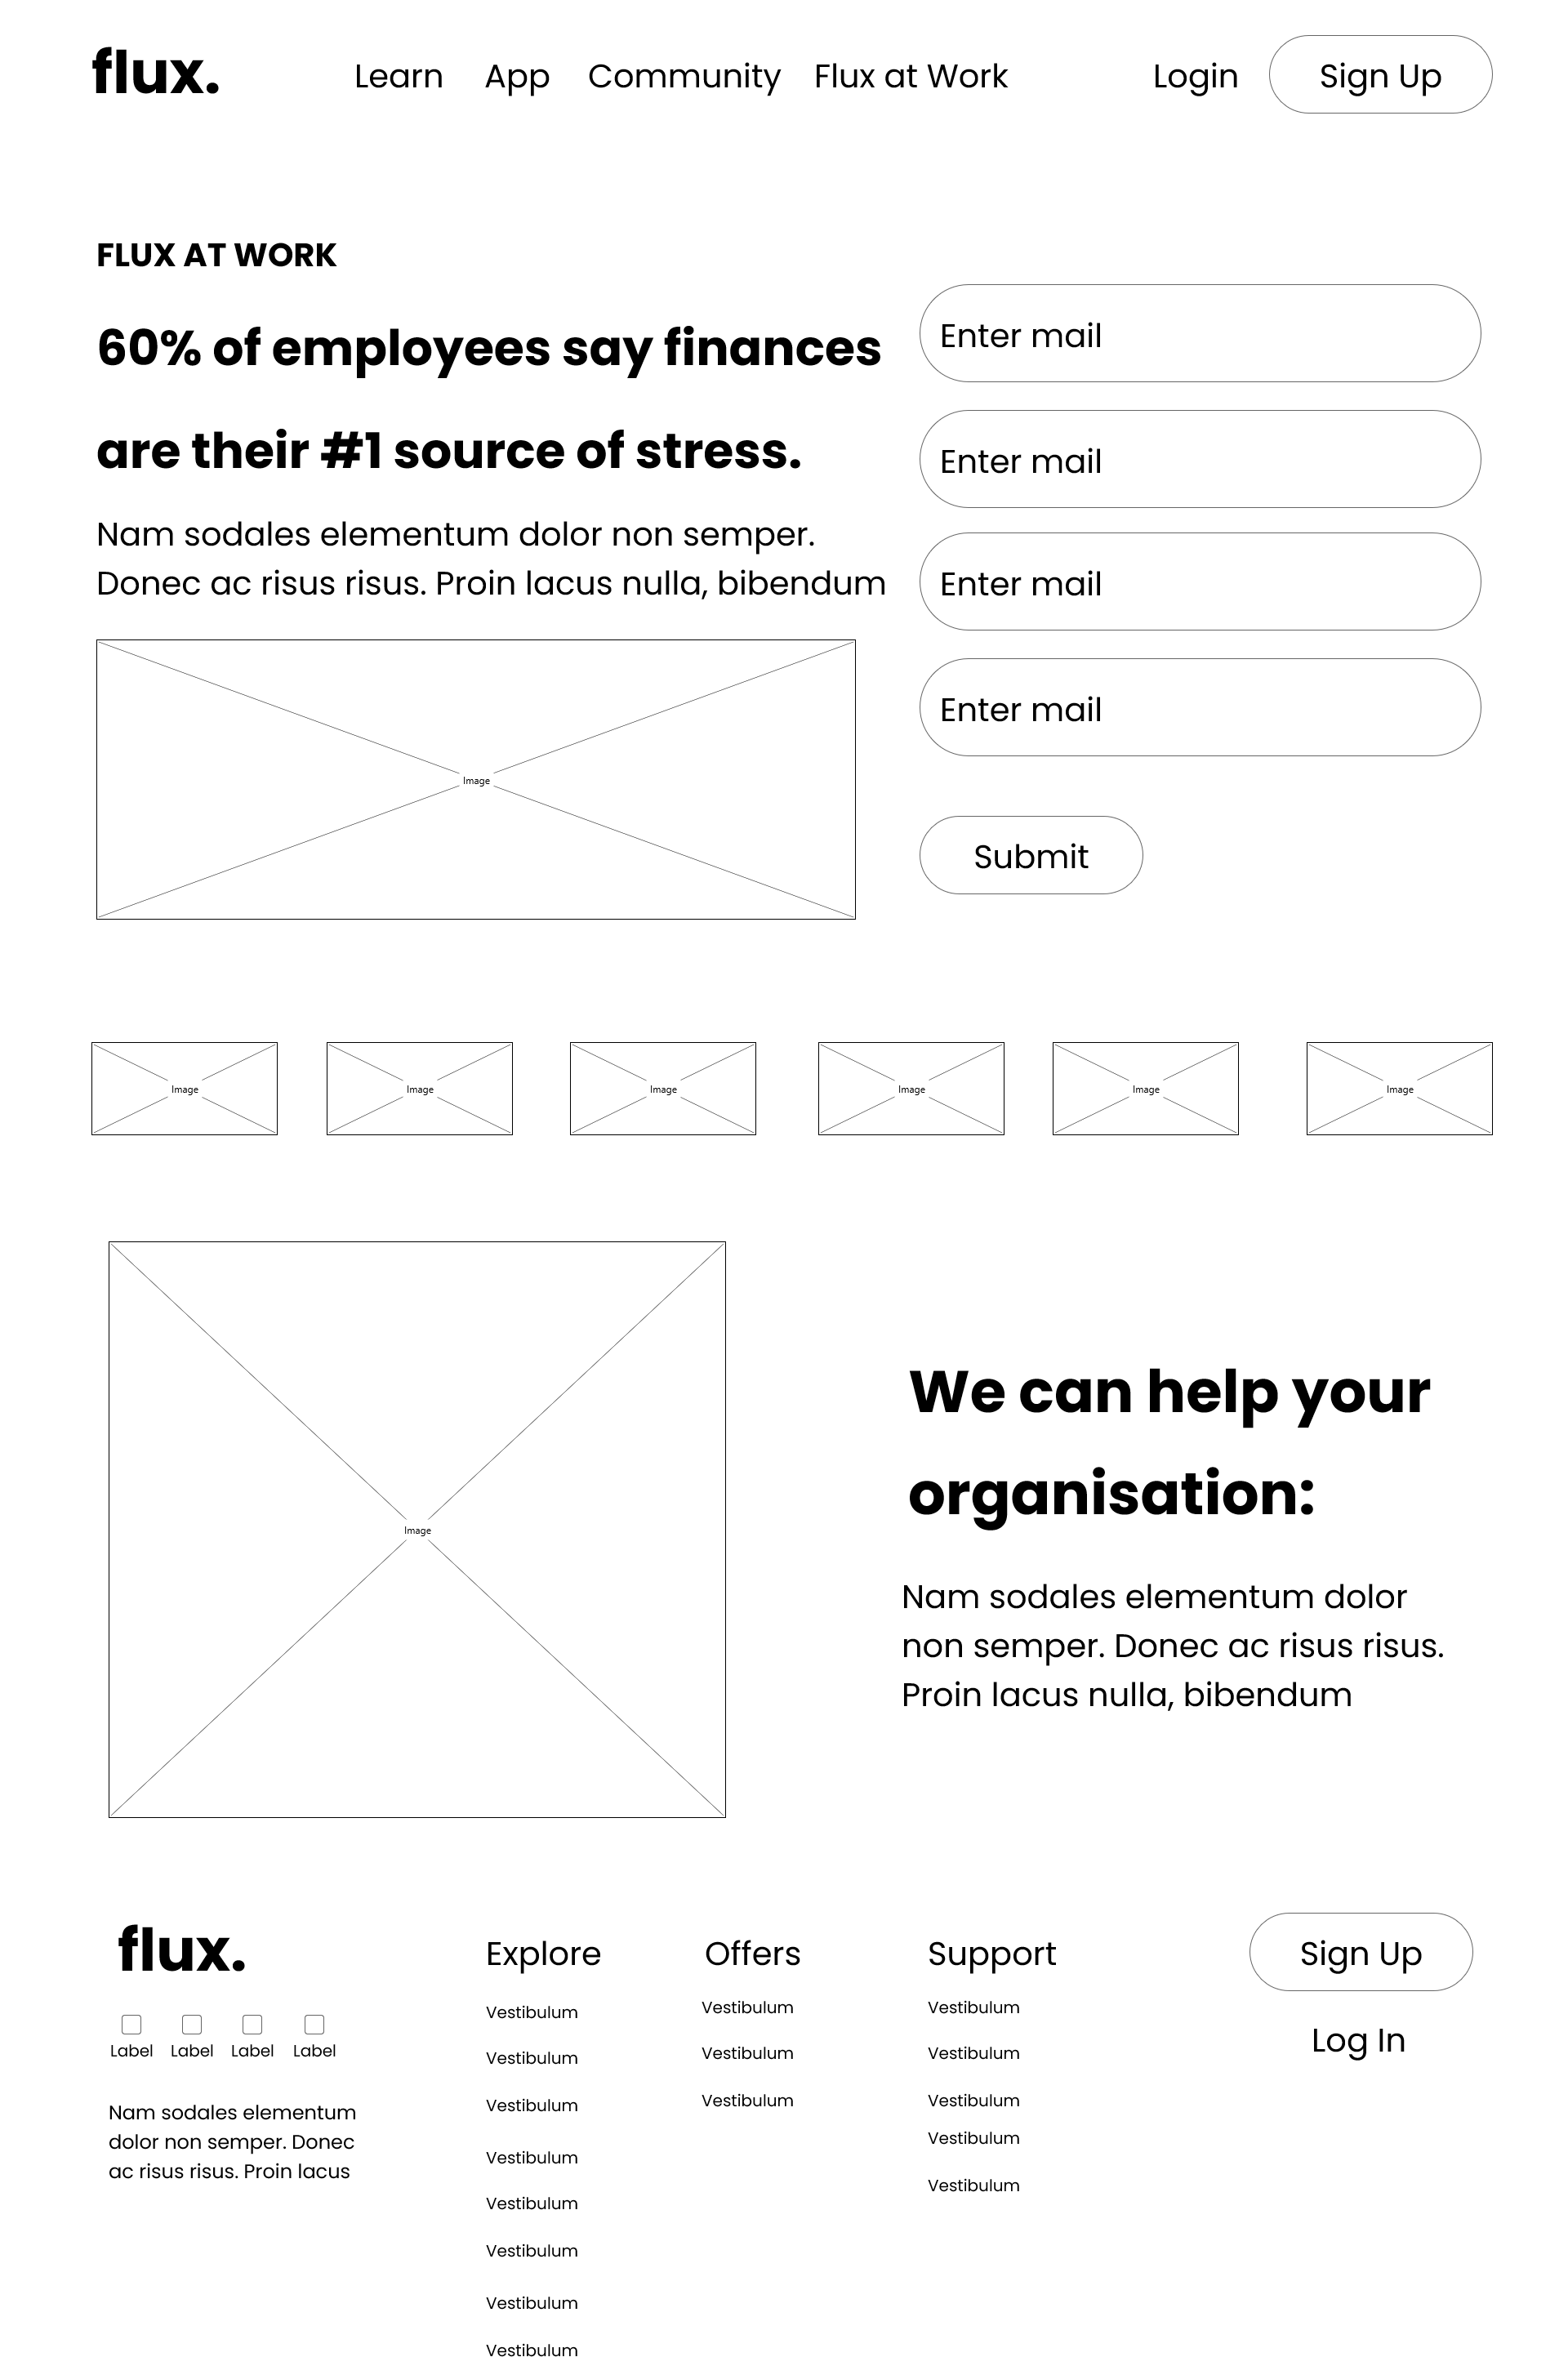 flux.
Learn
App
Community
Flux at Work
Login
Sign Up
FLUX AT WORK
60% of employees say finances
are their #1 source of stress.
Nam sodales elementum dolor non semper.
Donec ac risus risus. Proin lacus nulla, bibendum
Image
Enter mail
Enter mail
Enter mail
Enter mail
Submit
Image
Image
Image
Image
Image
Image
Image
We can help your
organisation:
Nam sodales elementum dolor
non semper. Donec ac risus risus.
Proin lacus nulla, bibendum
flux.
Label
Label
Label
Label
Nam sodales elementum
dolor non semper. Donec
ac risus risus. Proin lacus
Explore
Vestibulum
Vestibulum
Vestibulum
Vestibulum
Vestibulum
Vestibulum
Vestibulum
Vestibulum
Offers
Vestibulum
Vestibulum
Vestibulum
Support
Vestibulum
Vestibulum
Vestibulum
Vestibulum
Vestibulum
Sign Up
Log In